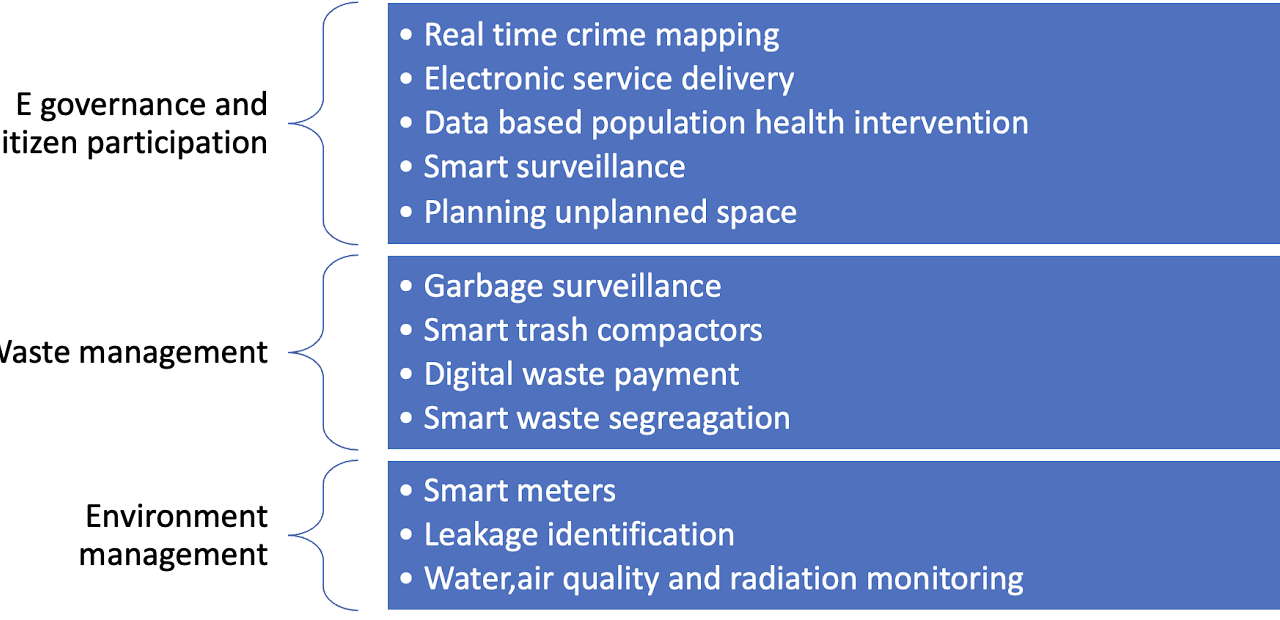 E governance and
itizen participation
• Real time crime mapping
• Electronic service delivery
• Data based population health intervention
• Smart surveillance
• Planning unplanned space
Waste management
• Garbage surveillance
• Smart trash compactors
• Digital waste payment
• Smart waste segreagation
Environment
management
• Smart meters
• Leakage identification
• Water,air quality and radiation monitoring